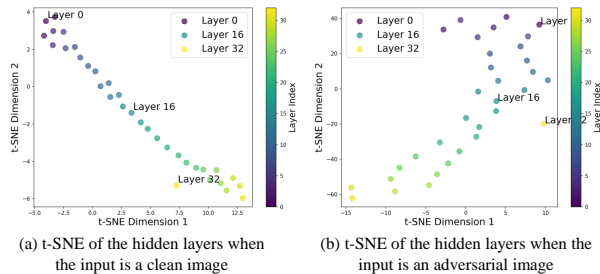 Layer 0
Layer 0
Layer 16
Layer 32
Layer 16
Layer 32
t-SNE Dimension 2
4
2
0
−2
−4
−6
−5.0 −2.5 0.0 2.5 5.0 7.5 10.0 12.5
t-SNE Dimension 1
30
25
20
15
10
5
0
Layer Index
Layer 0
Layer 16
Layer 32
Layer
Layer 16
t-SNE Dimension 2
40
20
0
−20
−40
−60
−15 −10 −5 0 5 10
t-SNE Dimension 1
30
25
20
15
10
5
0
Layer Index
(a) t-SNE of the hidden layers when
the input is a clean image
(b) t-SNE of the hidden layers when the
input is an adversarial image